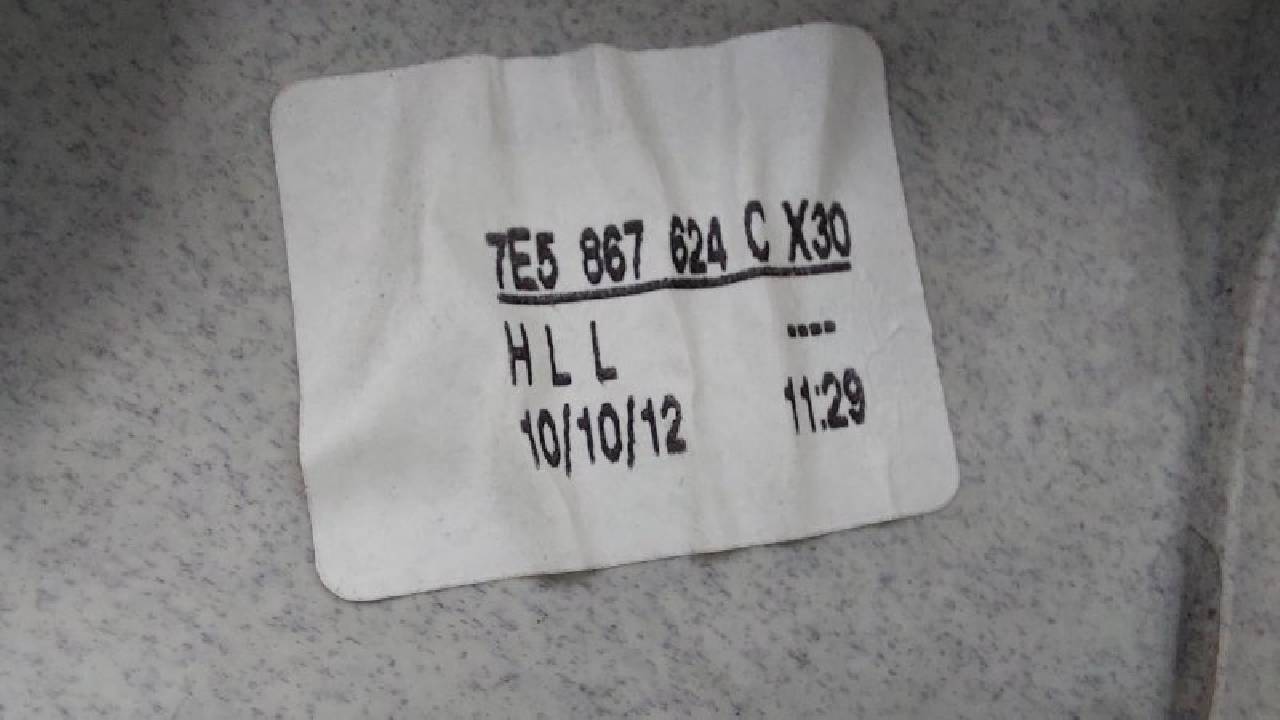 7E5 867 624 C X30
H L L ----
10/10/12 11:29